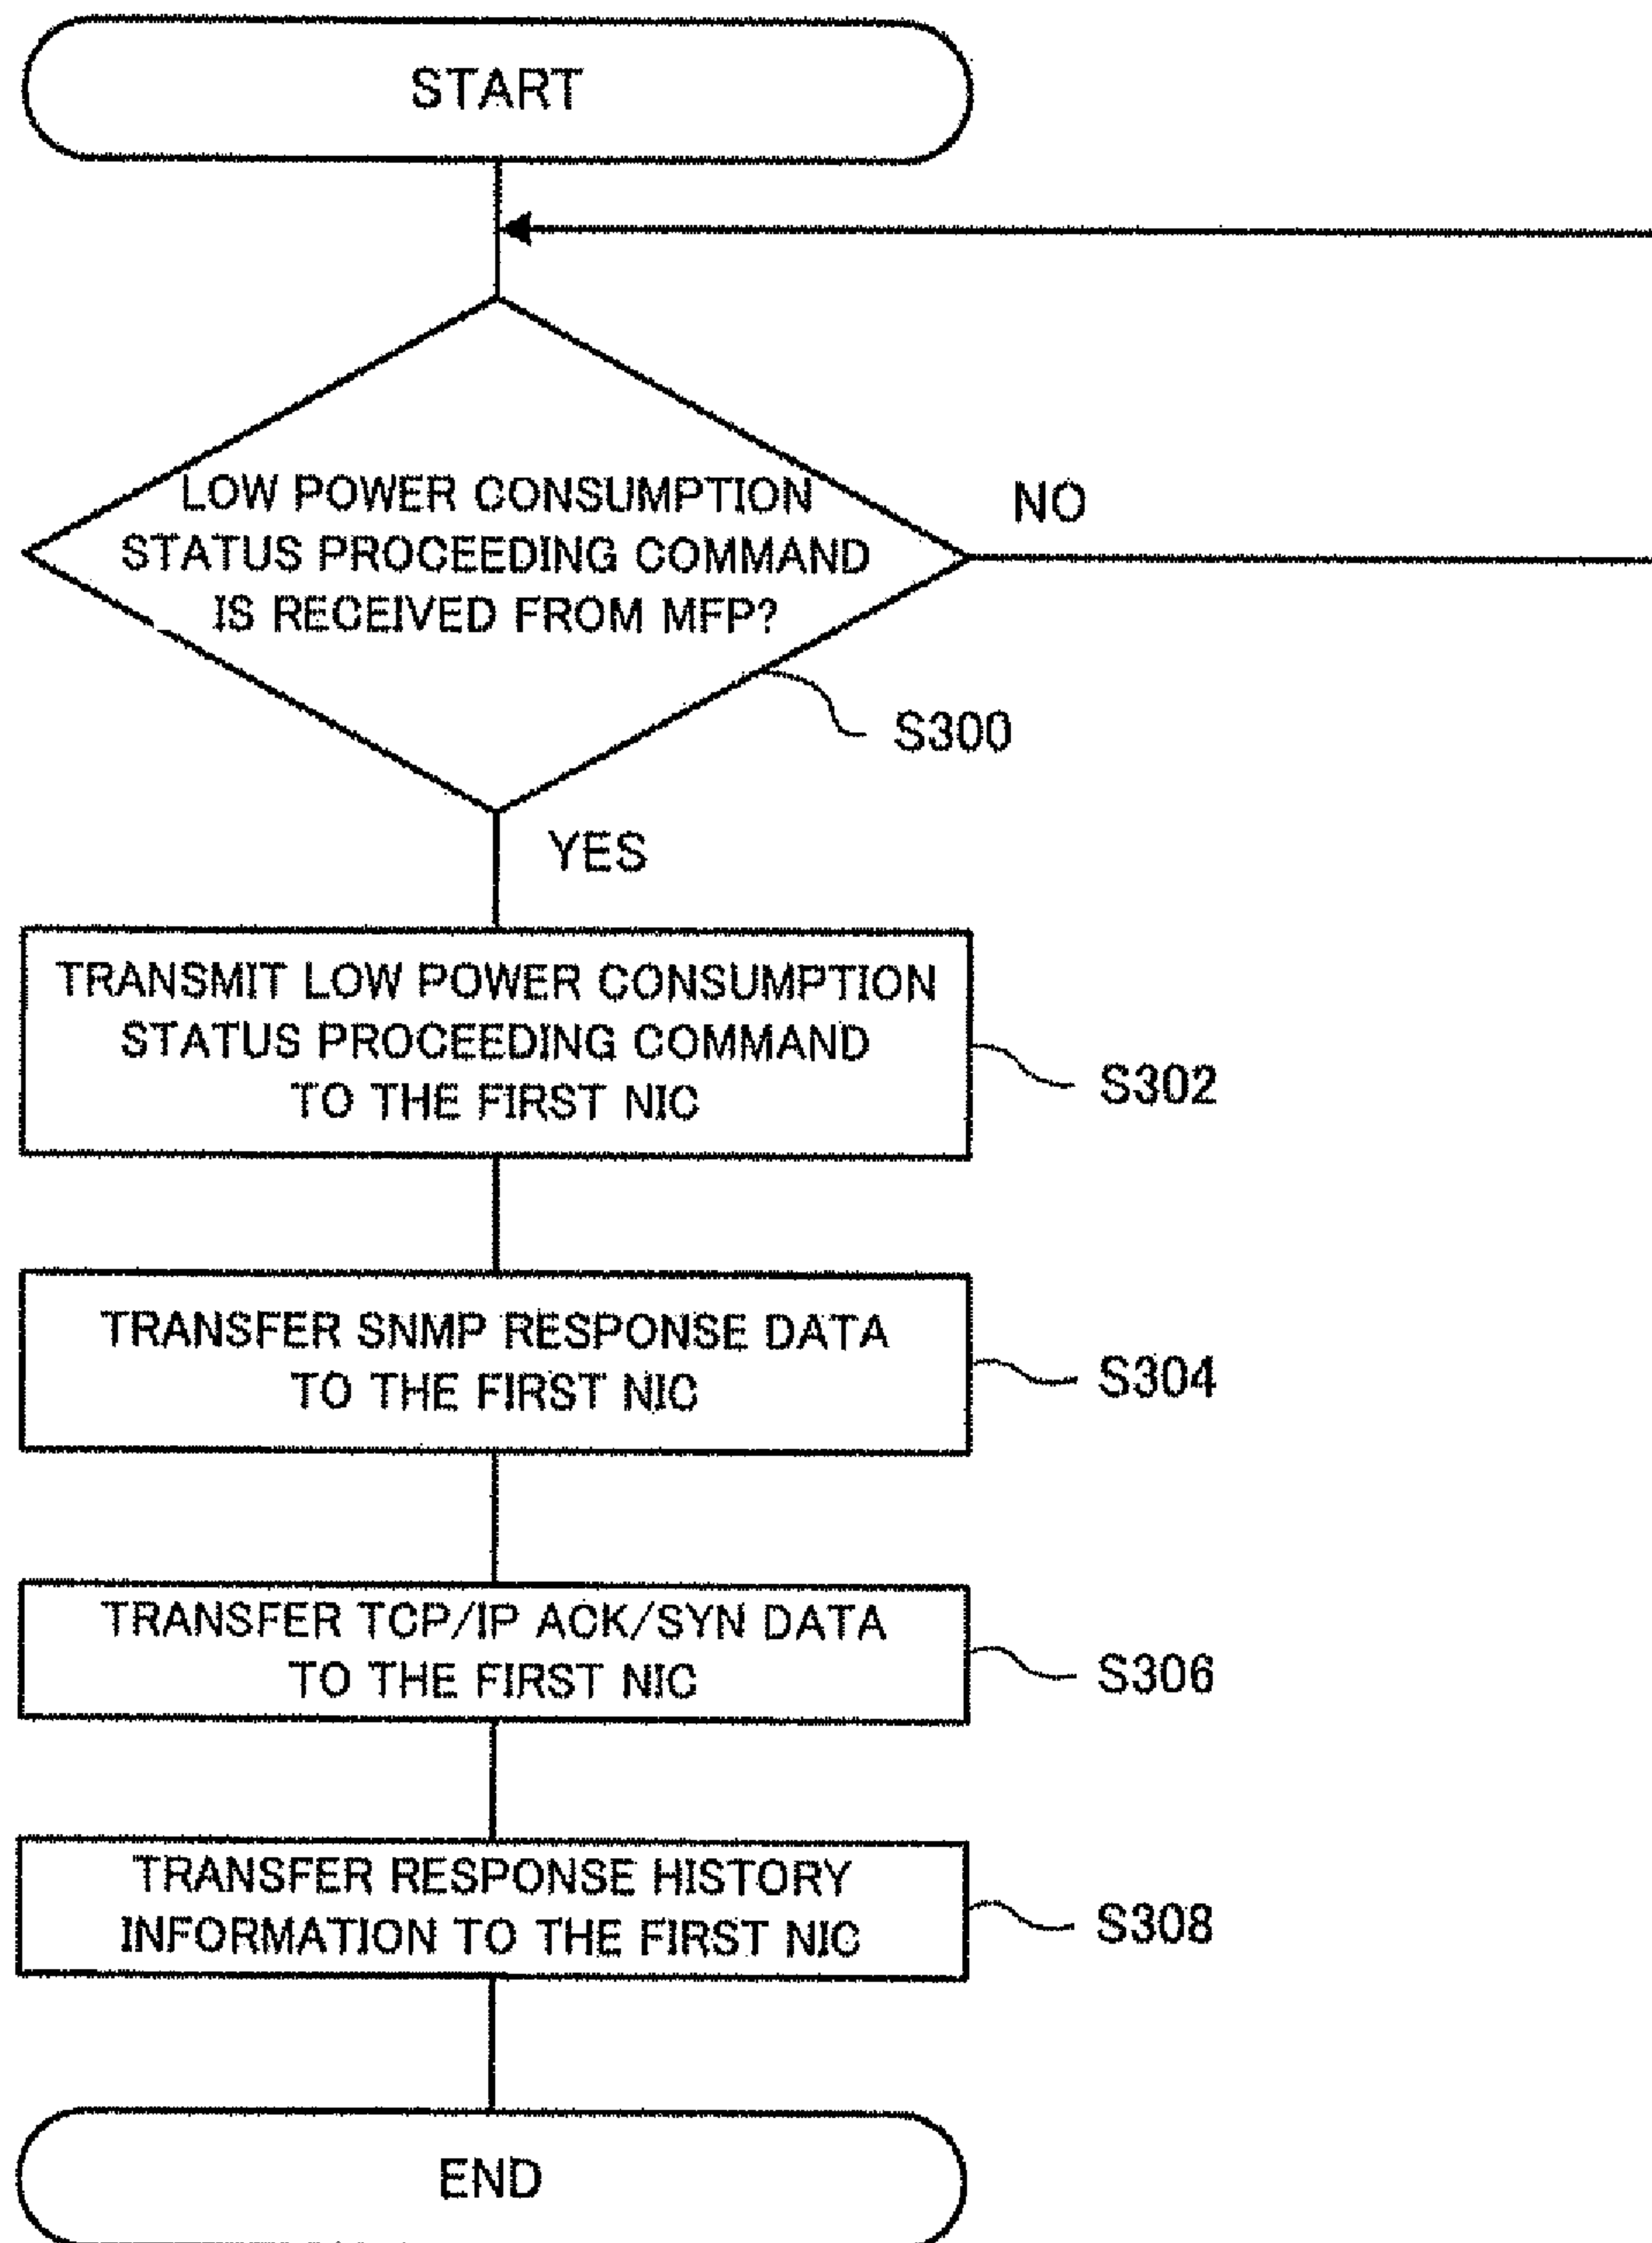 START
LOW POWER CONSUMPTION
STATUS PROCEEDING COMMAND
IS RECEIVED FROM MFP?
NO
S300
YES
TRANSMIT LOW POWER CONSUMPTION
STATUS PROCEEDING COMMAND
TO THE FIRST NIC
S302
TRANSFER SNMP RESPONSE DATA
TO THE FIRST NIC
S304
TRANSFER TCP/IP ACK/SYN DATA
TO THE FIRST NIC
S306
TRANSFER RESPONSE HISTORY
INFORMATION TO THE FIRST NIC
S308
END